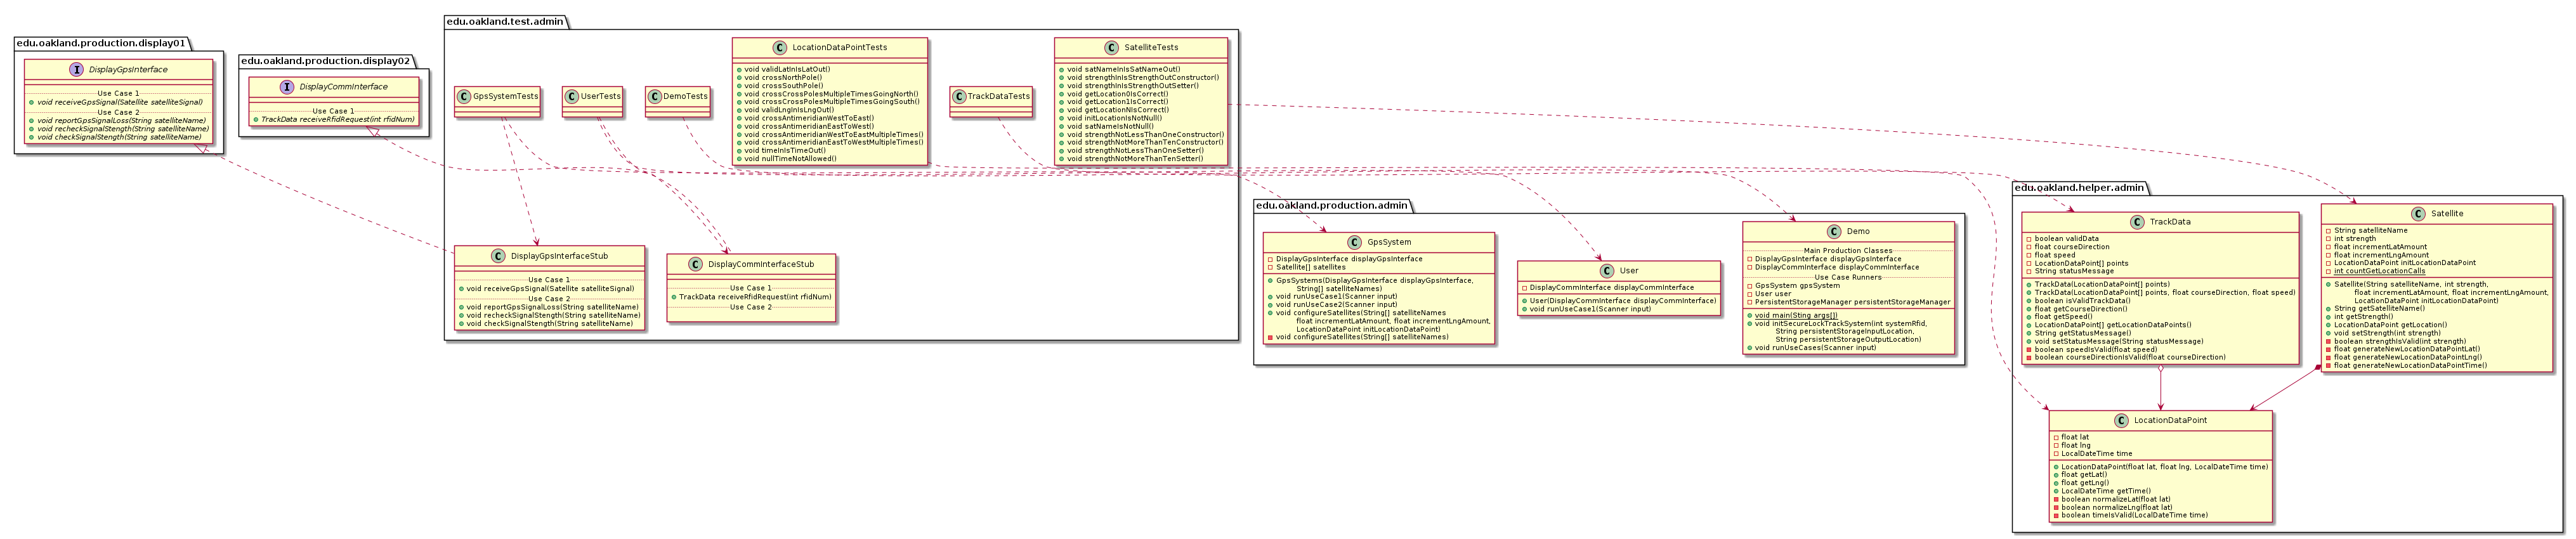 edu.oakland.production.display01
DisplayGpsInterface
Use Case 1
void receiveGpsSignal(Satellite satelliteSignal)
Use Case 2
void reportGpsSignalLoss(String satelliteName)
void recheckSignalStength(String satelliteName)
void checkSignalStength(String satelliteName)
edu.oakland.production.display02
DisplayCommInterface
Use Case 1
TrackData receiveRfidRequest(int rfidNum)
edu.oakland.test.admin
GpsSystemTests
UserTests
DemoTests
LocationDataPointTests
void validLatInIsLatOut()
void crossNorthPole()
void crossSouthPole()
void crossCrossPolesMultipleTimesGoingNorth()
void crossCrossPolesMultipleTimesGoingSouth()
void validLngInIsLngOut()
void crossAntimeridianWestToEast()
void crossAntimeridianEastToWest()
void crossAntimeridianWestToEastMultipleTimes()
void crossAntimeridianEastToWestMultipleTimes()
void timeInIsTimeOut()
void nullTimeNotAllowed()
TrackDataTests
SatelliteTests
void satNameInIsSatNameOut()
void strengthInIsStrengthOutConstructor()
void strengthInIsStrengthOutSetter()
void getLocation0IsCorrect()
void getLocation1IsCorrect()
void getLocationNIsCorrect()
void initLocationIsNotNull()
void satNameIsNotNull()
void strengthNotLessThanOneConstructor()
void strengthNotMoreThanTenConstructor()
void strengthNotLessThanOneSetter()
void strengthNotMoreThanTenSetter()
DisplayGpsInterfaceStub
Use Case 1
void receiveGpsSignal(Satellite satelliteSignal)
Use Case 2
void reportGpsSignalLoss(String satelliteName)
void recheckSignalStength(String satelliteName)
void checkSignalStength(String satelliteName)
DisplayCommInterfaceStub
Use Case 1
TrackData receiveRfidRequest(int rfidNum)
Use Case 2
edu.oakland.production.admin
GpsSystem
DisplayGpsInterface displayGpsInterface
Satellite[] satellites
GpsSystems(DisplayGpsInterface displayGpsInterface,
String[] satelliteNames)
void runUseCase1(Scanner input)
void runUseCase2(Scanner input)
void configureSatellites(String[] satelliteNames
float incrementLatAmount, float incrementLngAmount,
LocationDataPoint initLocationDataPoint)
void configureSatellites(String[] satelliteNames)
User
DisplayCommInterface displayCommInterface
User(DisplayCommInterface displayCommInterface)
void runUseCase1(Scanner input)
Demo
Main Production Classes
DisplayGpsInterface displayGpsInterface
DisplayCommInterface displayCommInterface
Use Case Runners
GpsSystem gpsSystem
User user
PersistentStorageManager persistentStorageManager
void main(Sting args[])
void initSecureLockTrackSystem(int systemRfid,
String persistentStorageInputLocation,
String persistentStorageOutputLocation)
void runUseCases(Scanner input)
edu.oakland.helper.admin
TrackData
boolean validData
float courseDirection
float speed
LocationDataPoint[] points
String statusMessage
TrackData(LocationDataPoint[] points)
TrackData(LocationDataPoint[] points, float courseDirection, float speed)
boolean isValidTrackData()
float getCourseDirection()
float getSpeed()
LocationDataPoint[] getLocationDataPoints()
String getStatusMessage()
void setStatusMessage(String statusMessage)
boolean speedIsValid(float speed)
boolean courseDirectionIsValid(float courseDirection)
Satellite
String satelliteName
int strength
float incrementLatAmount
float incrementLngAmount
LocationDataPoint initLocationDataPoint
int countGetLocationCalls
Satellite(String satelliteName, int strength,
float incrementLatAmount, float incrementLngAmount,
LocationDataPoint initLocationDataPoint)
String getSatelliteName()
int getStrength()
LocationDataPoint getLocation()
void setStrength(int strength)
boolean strengthIsValid(int strength)
float generateNewLocationDataPointLat()
float generateNewLocationDataPointLng()
float generateNewLocationDataPointTime()
LocationDataPoint
float lat
float lng
LocalDateTime time
LocationDataPoint(float lat, float lng, LocalDateTime time)
float getLat()
float getLng()
LocalDateTime getTime()
boolean normalizeLat(float lat)
boolean normalizeLng(float lat)
boolean timeIsValid(LocalDateTime time)